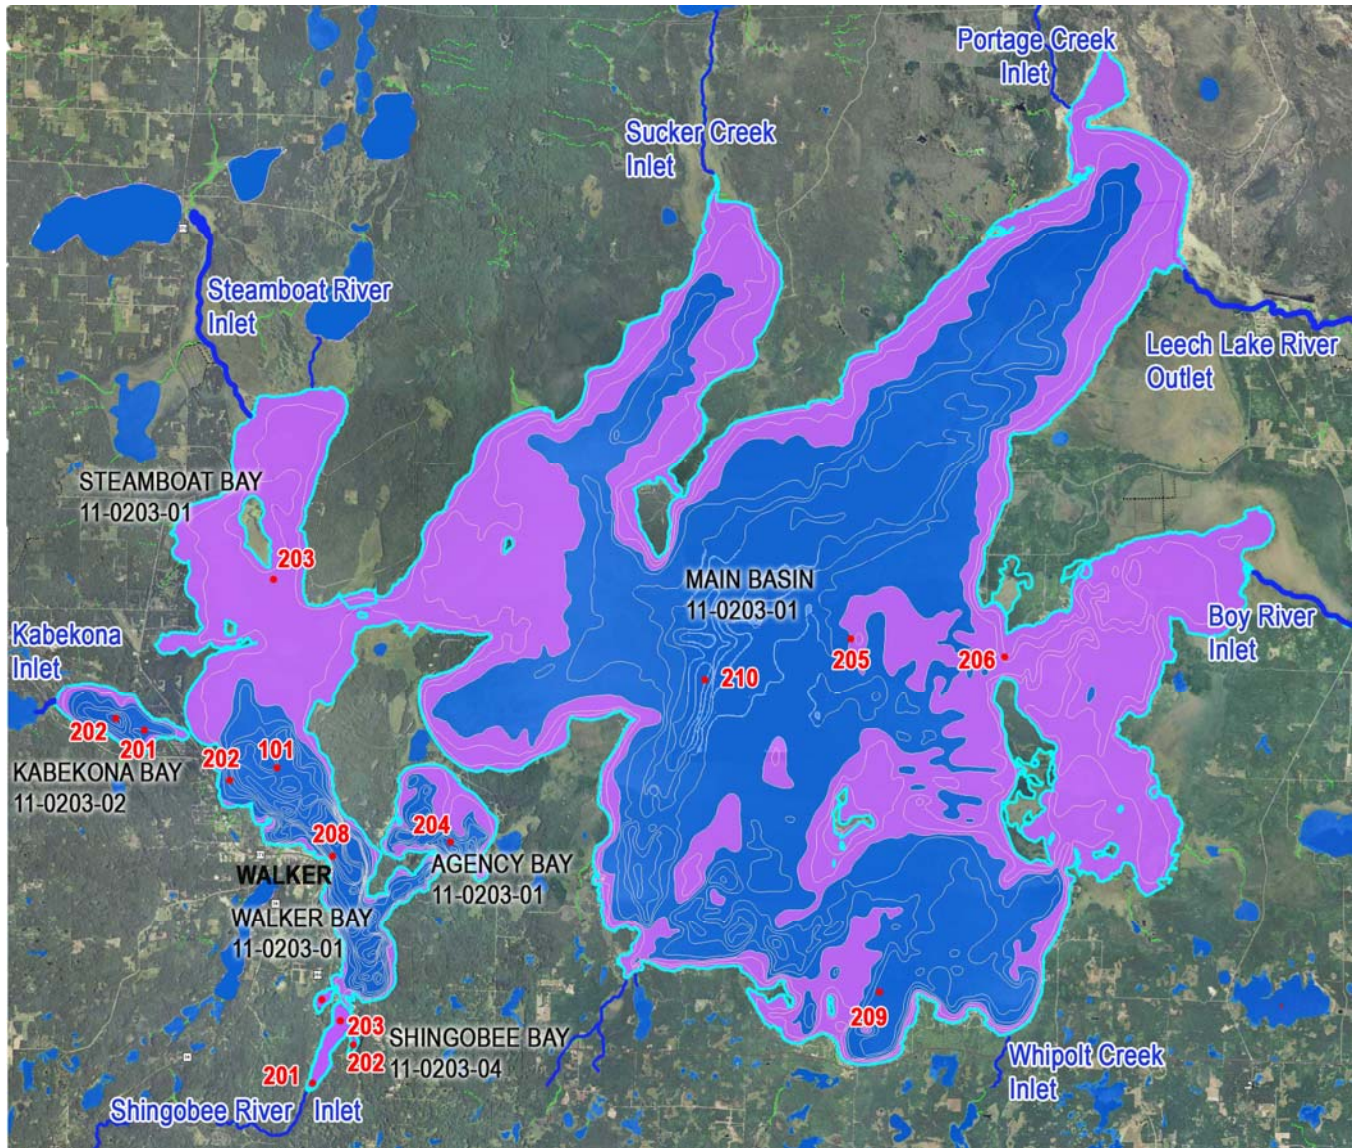 Portage Creek
Inlet
Sucker Creek
Inlet
Steamboat River
Inlet
Leech Lake River
Outlet
STEAMBOAT BAY
11-0203-01
203
MAIN BASIN
11-0203-01
Boy River
Inlet
Kabekona
Inlet
205
206
210
202
201
KABEKONA BAY
11-0203-02
202
101
208
204
WALKER
AGENCY BAY
11-0203-01
WALKER BAY
11-0203-01
209
203
SHINGOBEE BAY
11-0203-04
202
201
Shingobee River Inlet
Whipolt Creek
Inlet